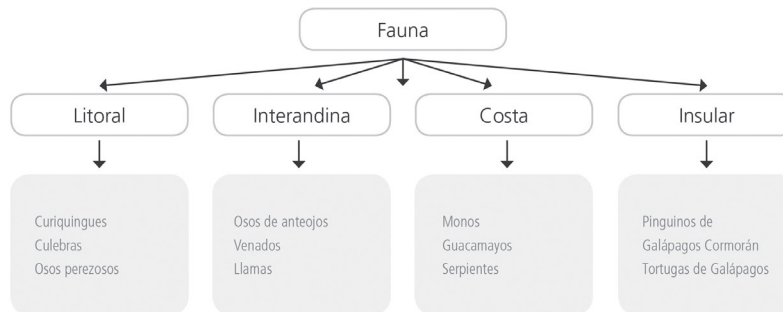 Fauna
Litoral
Interandina
Costa
Insular
Curiquingues
Culebras
Osos perezosos
Osos de anteojos
Venados
Llamas
Monos
Guacamayos
Serpientes
Pinguinos de
Galápagos Cormorán
Tortugas de Galápagos